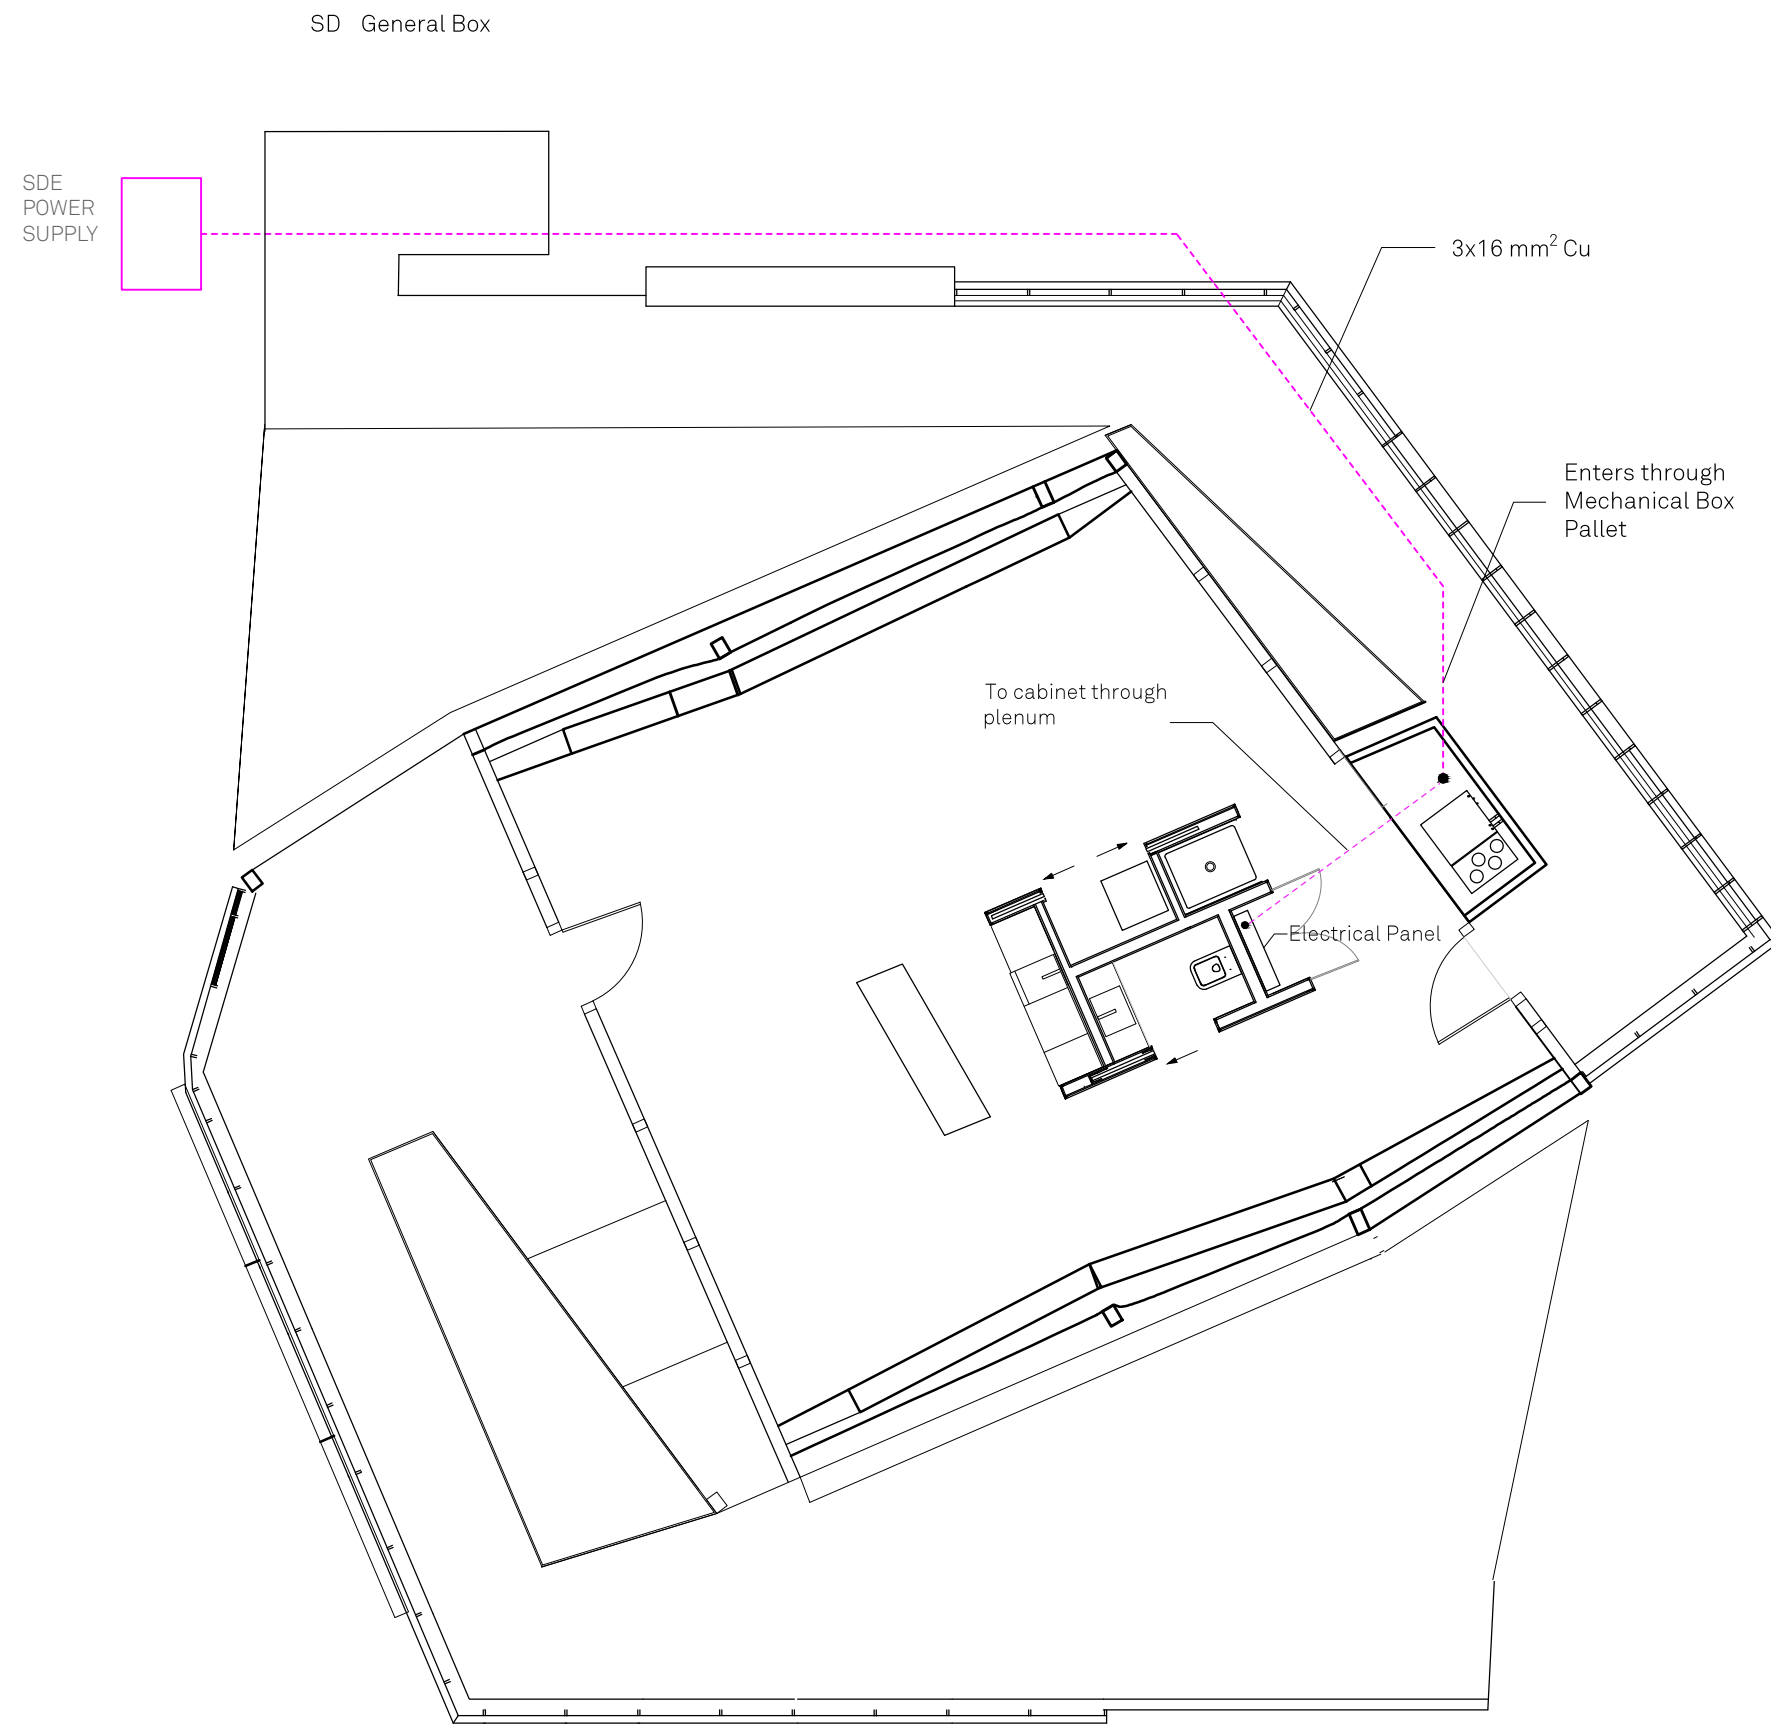 SD General Box
SDE
POWER
SUPPLY
3x16 mm² Cu
Enters through
Mechanical Box
Pallet
To cabinet through
plenum
Electrical Panel